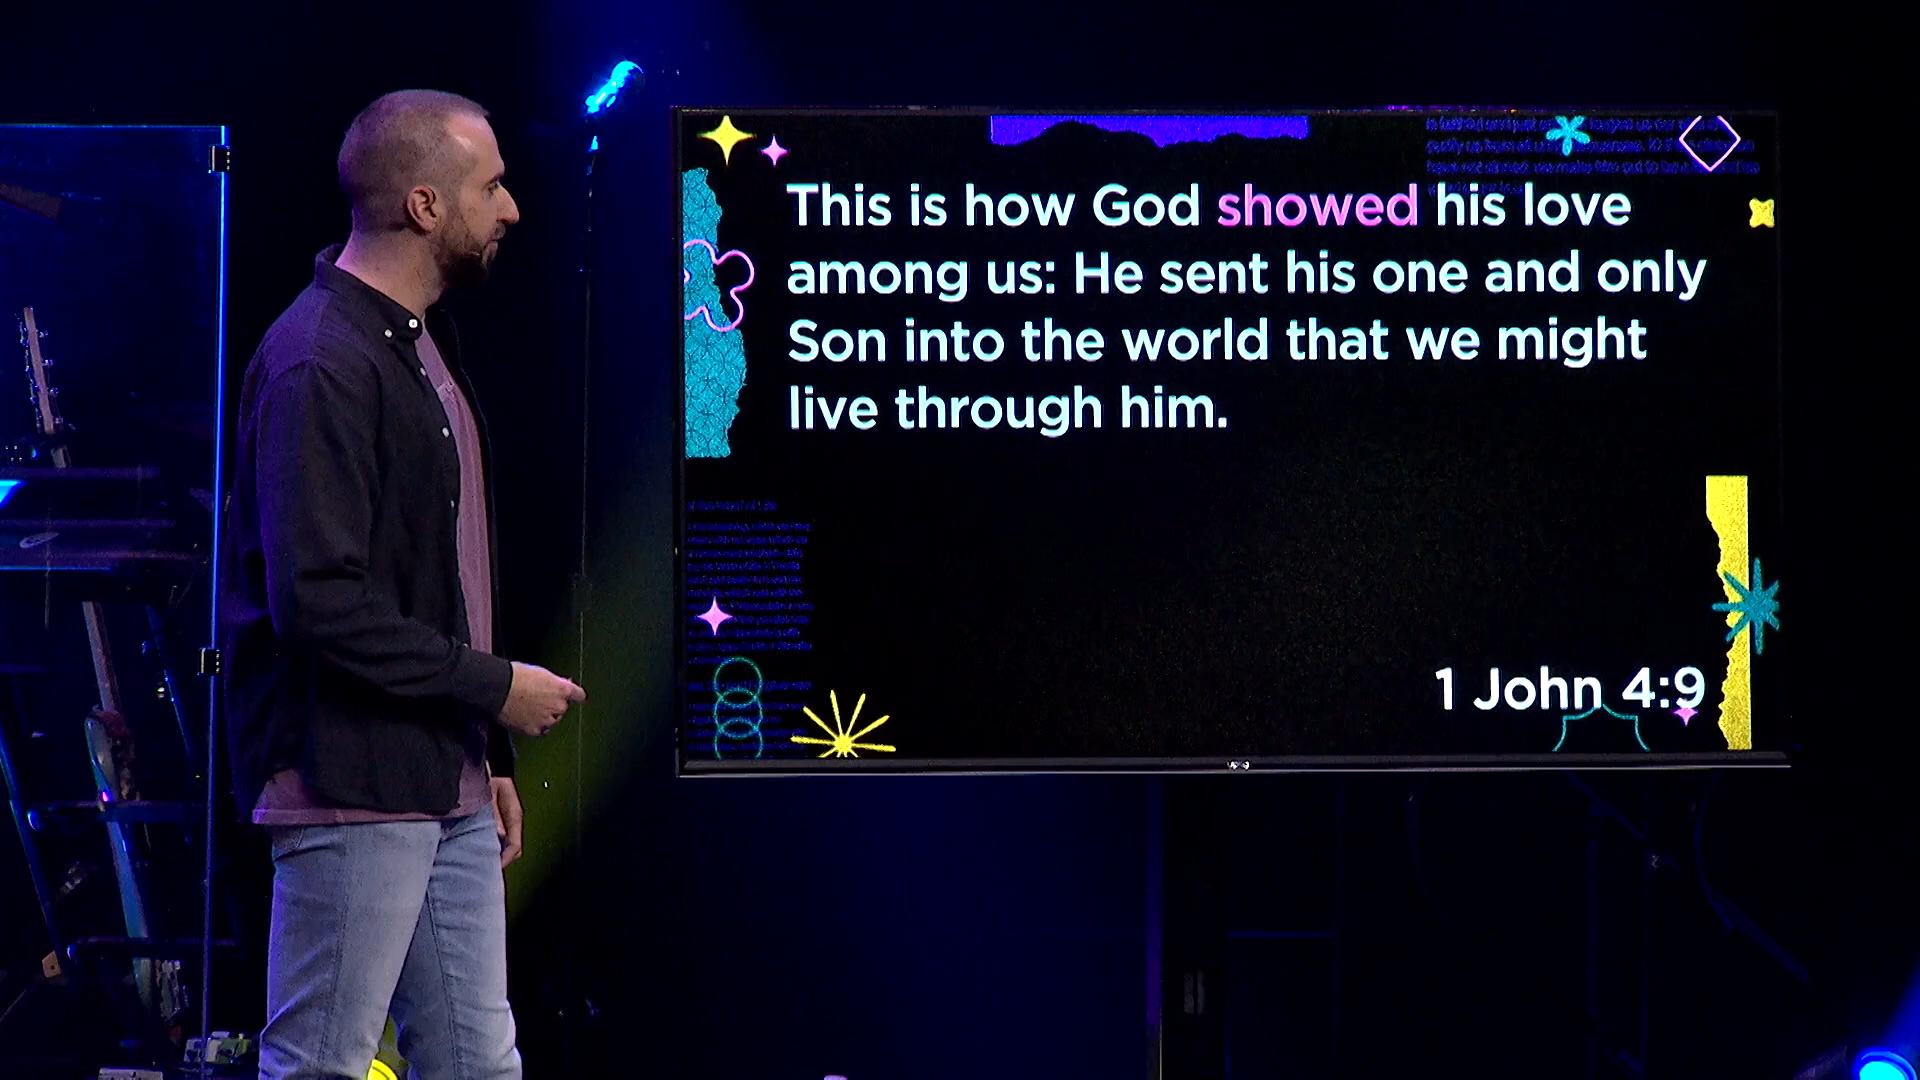 This is how God showed his love
among us: He sent his one and only
Son into the world that we might
live through him.
1 John 4:9